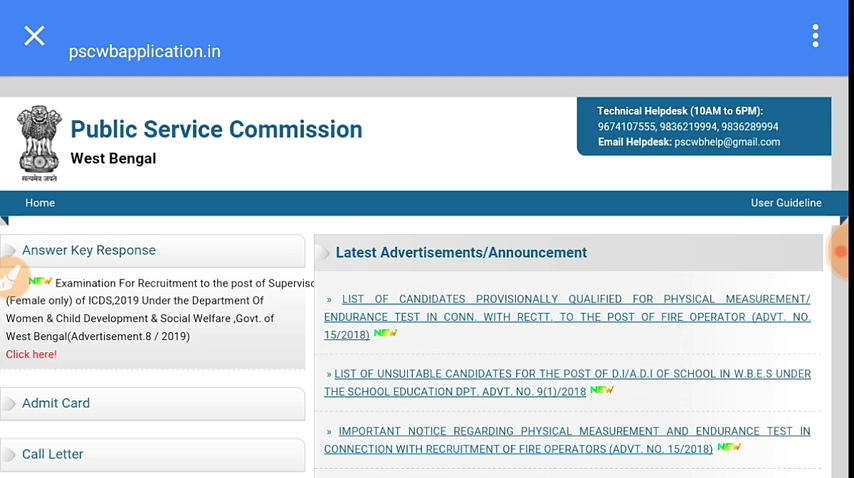 pscwbapplication.in
Public Service Commission
West Bengal
सत्यमेव जयते
Technical Helpdesk (10AM to 6PM):
9674107555, 9836219994, 9836289994
Email Helpdesk: pscwbhelp@gmail.com
Home
User Guideline
Answer Key Response
NEW Examination For Recruitment to the post of Superviso
(Female only) of ICDS,2019 Under the Department Of
Women & Child Development & Social Welfare ,Govt. of
West Bengal(Advertisement.8 / 2019)
Click here!
Admit Card
Call Letter
Latest Advertisements/Announcement
» LIST OF CANDIDATES PROVISIONALLY QUALIFIED FOR PHYSICAL MEASUREMENT/
ENDURANCE TEST IN CONN. WITH RECTT. TO THE POST OF FIRE OPERATOR (ADVT. NO.
15/2018) NEW
» LIST OF UNSUITABLE CANDIDATES FOR THE POST OF D.I/A.D.I OF SCHOOL IN W.B.E.S UNDER
THE SCHOOL EDUCATION DPT. ADVT. NO. 9(1)/2018 NEW
» IMPORTANT NOTICE REGARDING PHYSICAL MEASUREMENT AND ENDURANCE TEST IN
CONNECTION WITH RECRUITMENT OF FIRE OPERATORS (ADVT. NO. 15/2018) NEW